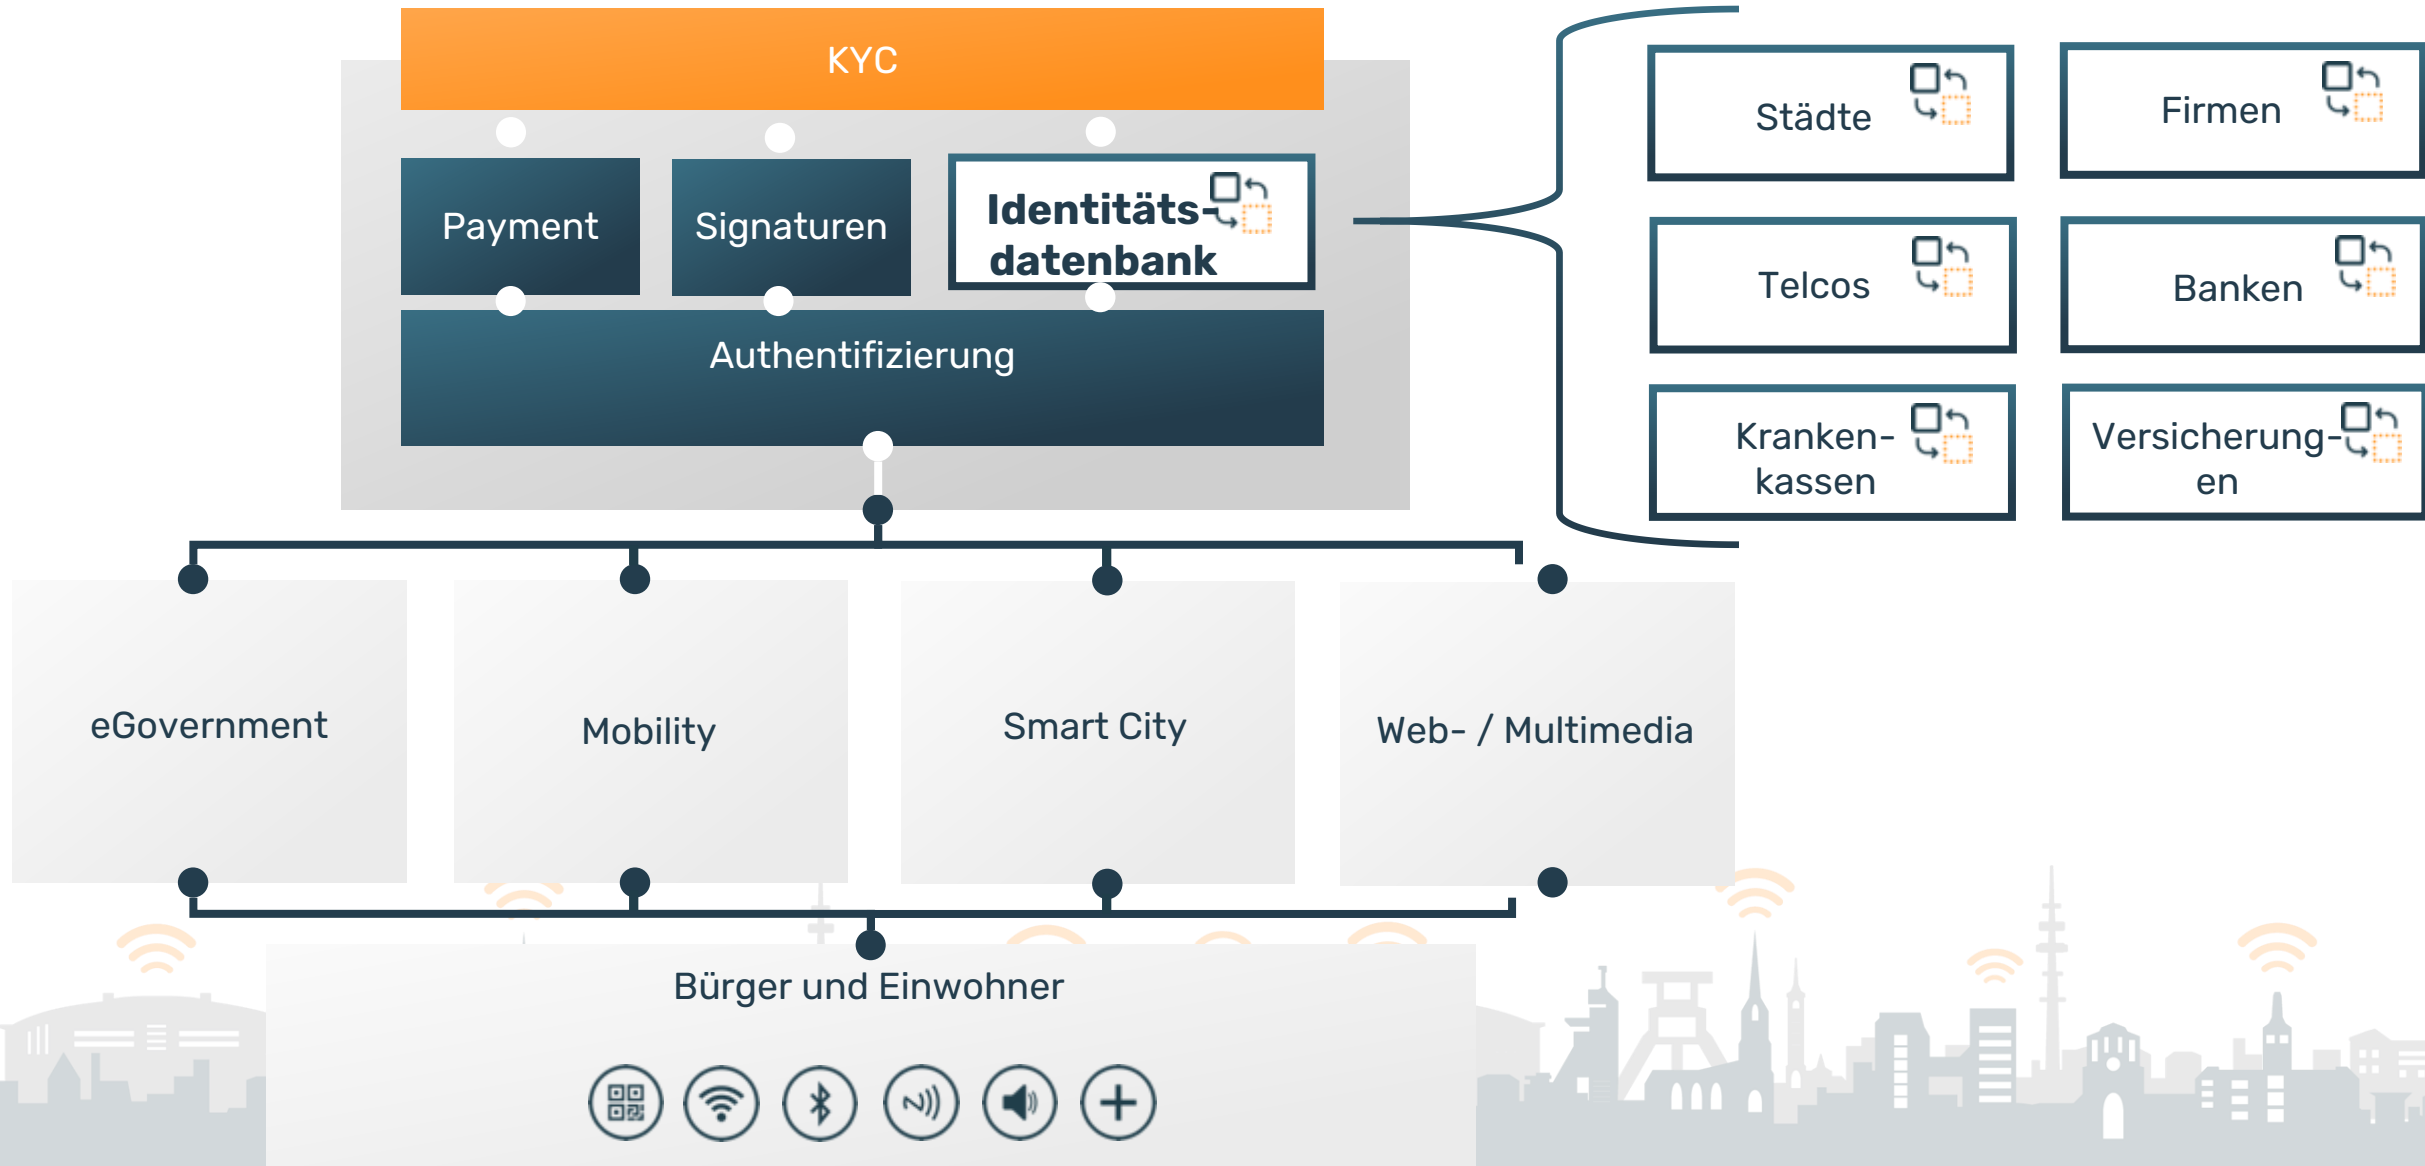 KYC
Payment
Signaturen
Identitäts-
datenbank
Authentifizierung
Städte
Firmen
Telcos
Banken
Kranken-
kassen
Versicherung-
en
eGovernment
Mobility
Smart City
Web- / Multimedia
Bürger und Einwohner